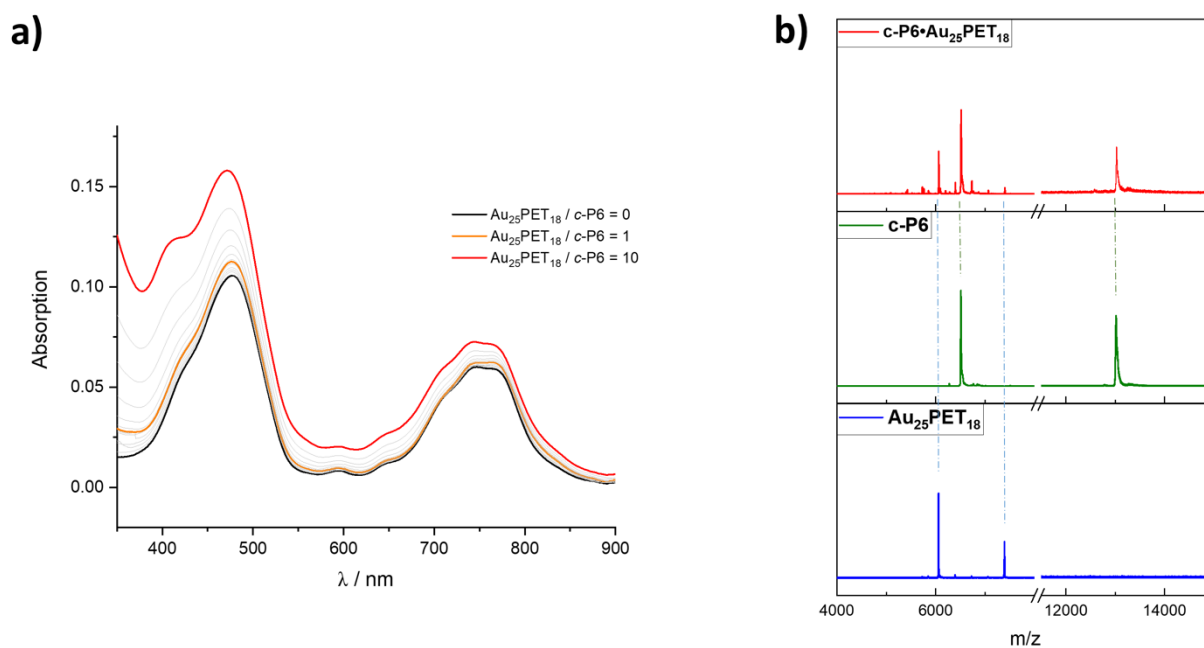 a)
Absorption
0.15
0.10
0.05
0.00
400 500 600 700 800 900
λ / nm
Au₂₅PET₁₈ / c-P6 = 0
Au₂₅PET₁₈ / c-P6 = 1
Au₂₅PET₁₈ / c-P6 = 10
b)
c-P6•Au₂₅PET₁₈
c-P6
Au₂₅PET₁₈
4000 6000 12000 14000
m/z